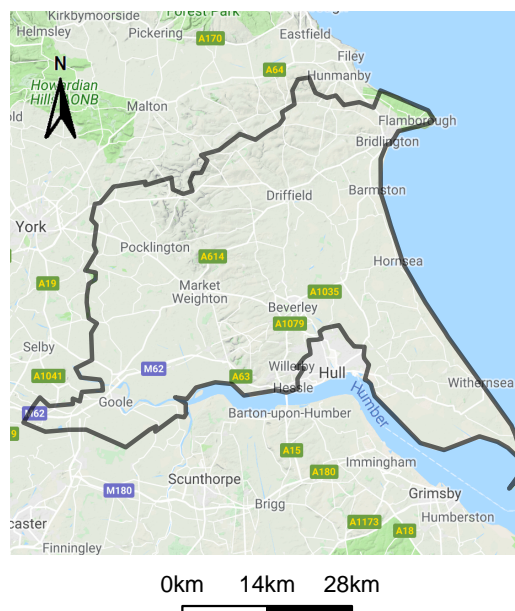 Kirkbymoorside
Forest Park
Helmsley
Pickering
A170
Eastfield
Filey
A64
Hunmanby
N
Howardian
Hills AONB
Malton
Flamborough
Bridlington
Driffield
Barmston
York
Pocklington
A614
Hornsea
A19
Market
Weighton
A1035
Beverley
A1079
Selby
M62
Willerby
Hull
A1041
A63
Withernsea
Hessle
Goole
M62
Barton-upon-Humber
Humber
A15
Immingham
Scunthorpe
A180
M180
Grimsby
Brigg
Humberston
caster
A1173
A18
Finningley
0km 14km 28km